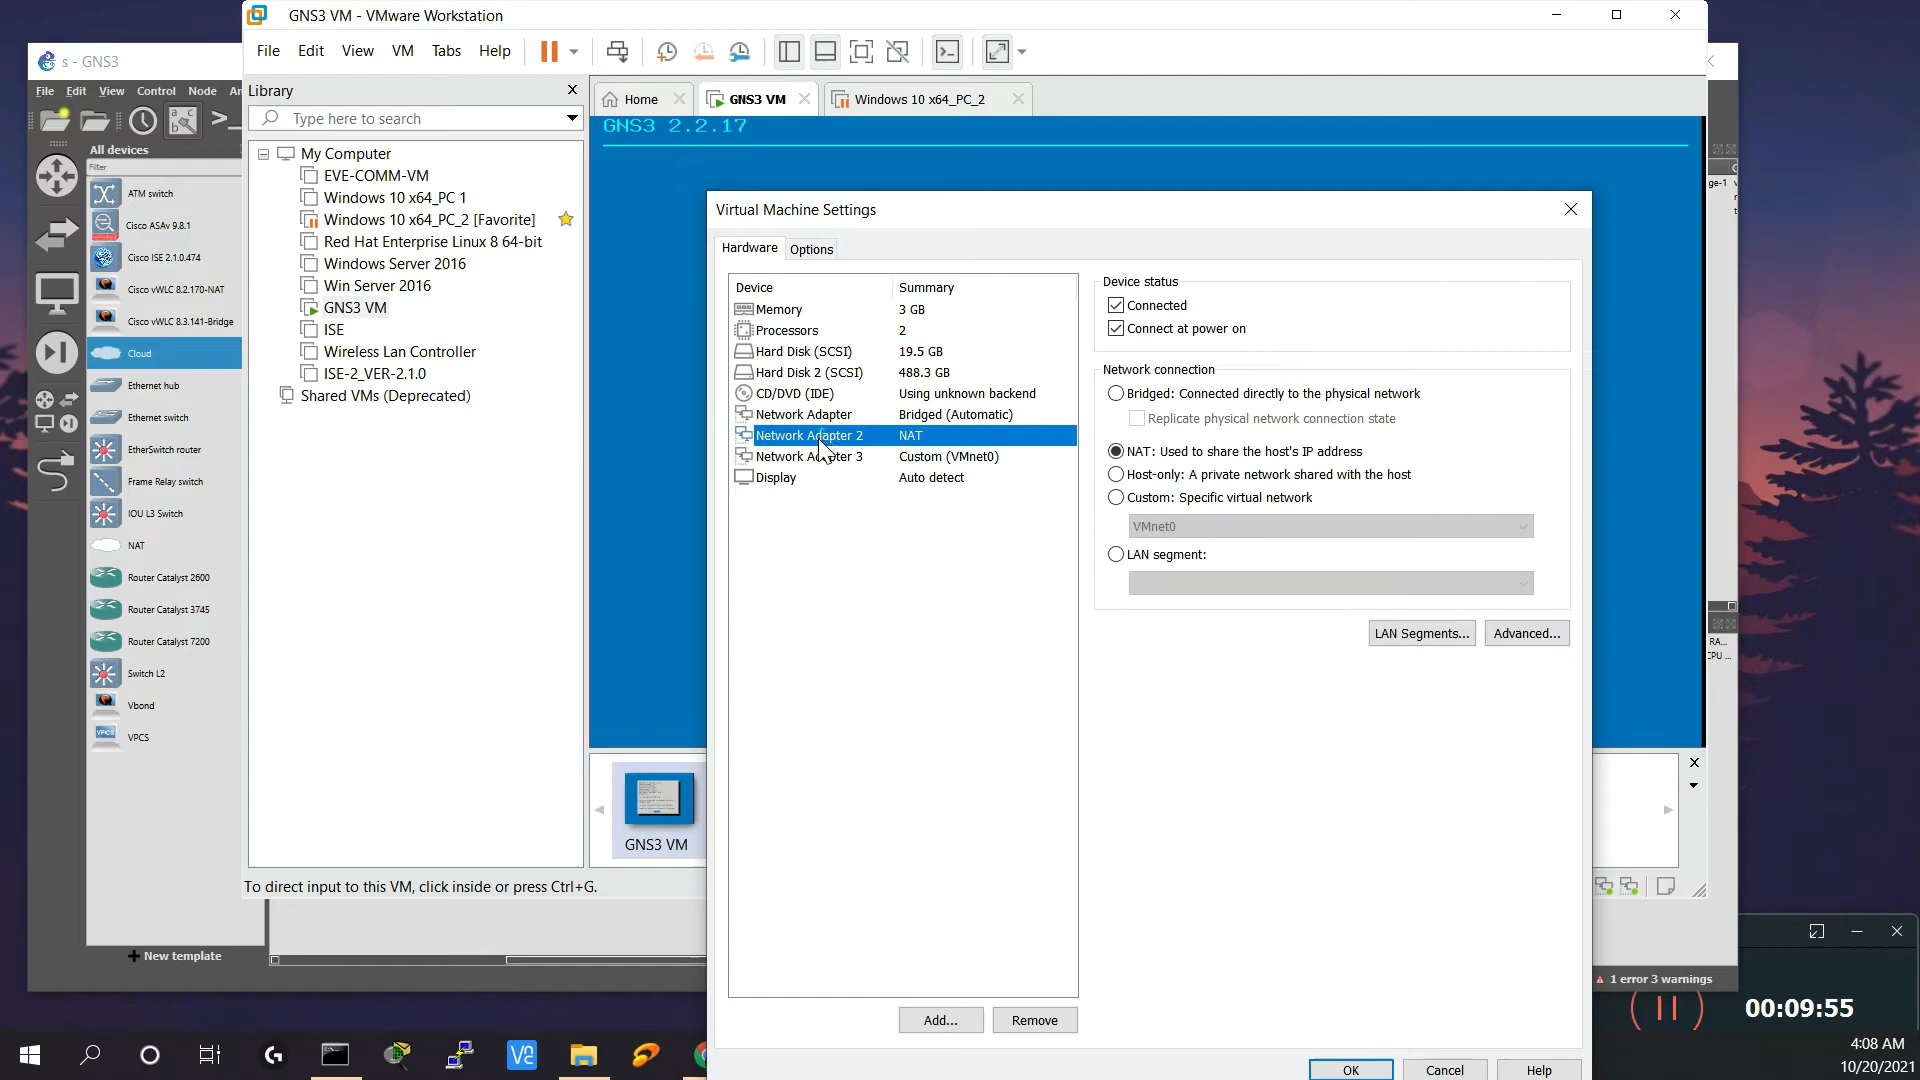 GNS3 VM - VMware Workstation
File Edit View VM Tabs Help
s - GNS3
File Edit View Control Node
All devices
Filter
ATM switch
Cisco ASAv 9.8.1
Cisco ISE 2.1.0.474
Cisco vWLC 8.2.170-NAT
Cisco vWLC 8.3.141-Bridge
Cloud
Ethernet hub
Ethernet switch
EtherSwitch router
Frame Relay switch
IOU L3 Switch
NAT
Router Catalyst 2600
Router Catalyst 3745
Router Catalyst 7200
Switch L2
Vbond
VPCS
VPCS
New template
Library
Type here to search
My Computer
EVE-COMM-VM
Windows 10 x64_PC 1
Windows 10 x64_PC_2 [Favorite]
Red Hat Enterprise Linux 8 64-bit
Windows Server 2016
Win Server 2016
GNS3 VM
ISE
Wireless Lan Controller
ISE-2_VER-2.1.0
Shared VMs (Deprecated)
Home
GNS3 VM
Windows 10 x64_PC_2
GNS3 2.2.17
Virtual Machine Settings
Hardware Options
Device Summary
Memory 3 GB
Processors 2
Hard Disk (SCSI) 19.5 GB
Hard Disk 2 (SCSI) 488.3 GB
CD/DVD (IDE) Using unknown backend
Network Adapter Bridged (Automatic)
Network Adapter 2 NAT
Network Adapter 3 Custom (VMnet0)
Display Auto detect
Add... Remove
Device status
Connected
Connect at power on
Network connection
Bridged: Connected directly to the physical network
Replicate physical network connection state
NAT: Used to share the host's IP address
Host-only: A private network shared with the host
Custom: Specific virtual network
VMnet0
LAN segment:
LAN Segments... Advanced...
OK Cancel Help
GNS3 VM
To direct input to this VM, click inside or press Ctrl+G.
1 error 3 warnings
00:09:55
4:08 AM
10/20/2021